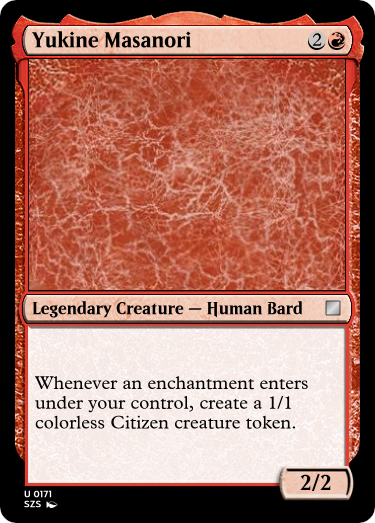 Yukine Masanori 2
Legendary Creature — Human Bard
Whenever an enchantment enters
under your control, create a 1/1
colorless Citizen creature token.
2/2
U 0171
SZS